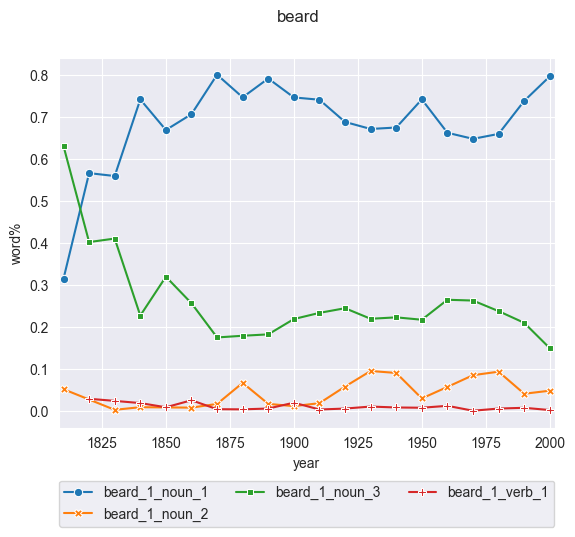 beard
0.8
0.7
0.6
0.5
0.4
0.3
0.2
0.1
0.0
word%
1825 1850 1875 1900 1925 1950 1975 2000
year
beard_1_noun_1 beard_1_noun_3 beard_1_verb_1
beard_1_noun_2